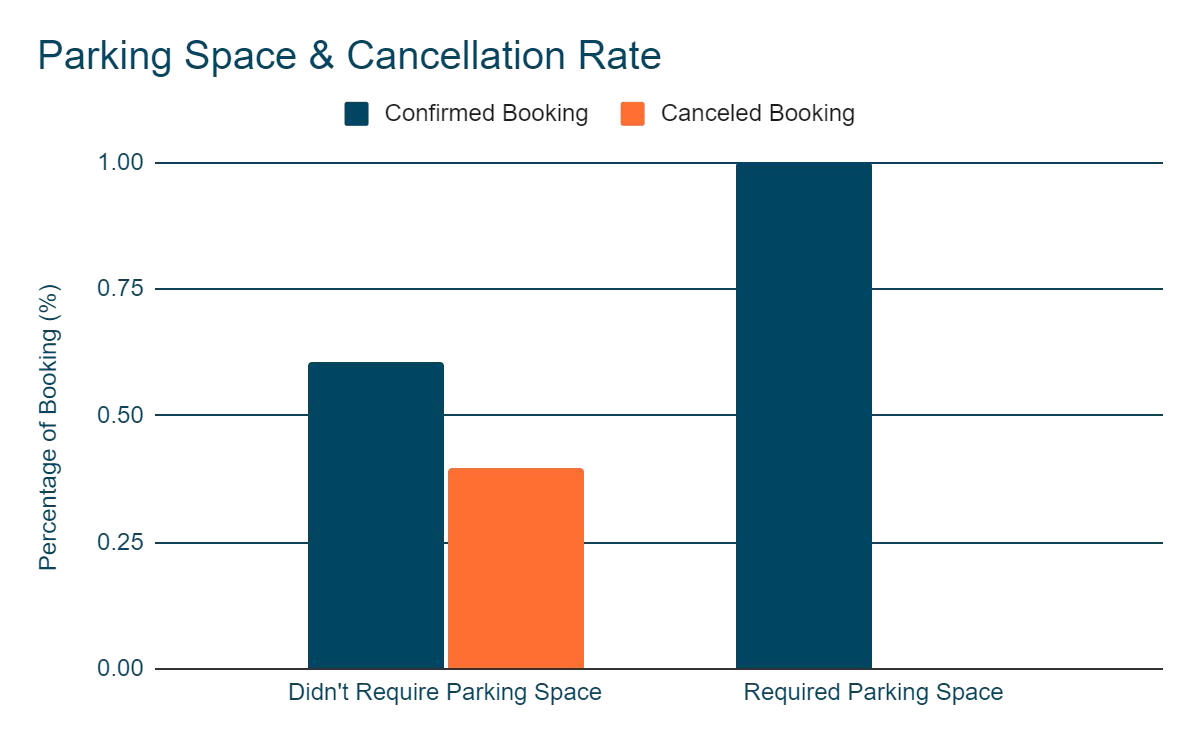 Parking Space & Cancellation Rate
Confirmed Booking Canceled Booking
1.00
0.75
0.50
0.25
0.00
Percentage of Booking (%)
Didn't Require Parking Space Required Parking Space